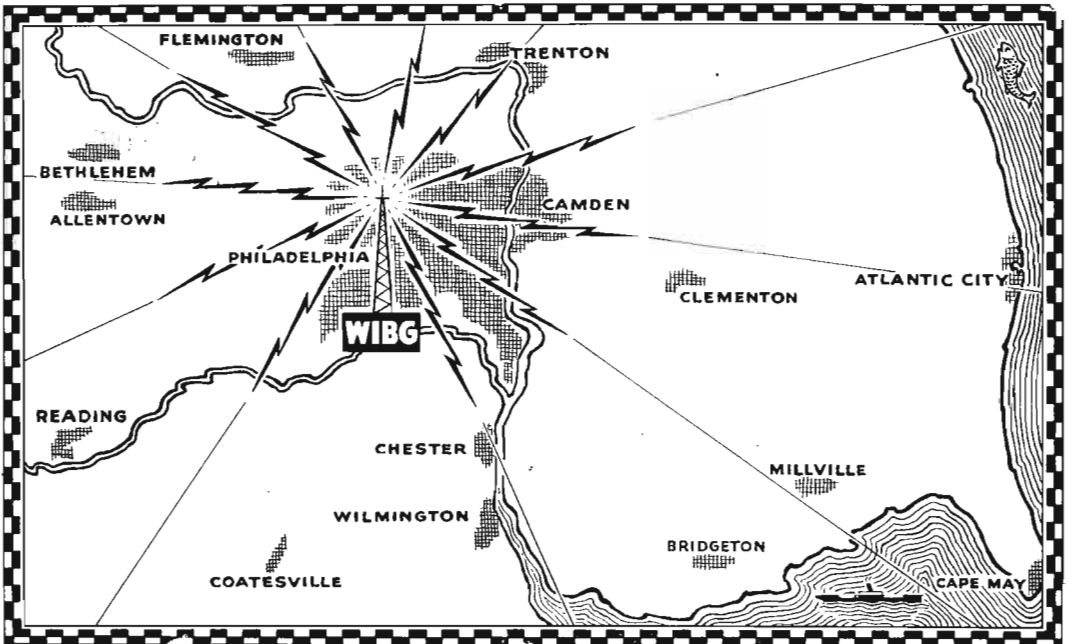 FLEMINGTON
TRENTON
BETHLEHEM
ALLENTOWN
CAMDEN
PHILADELPHIA
ATLANTIC CITY
CLEMENTON
WIBG
READING
CHESTER
MILLVILLE
WILMINGTON
BRIDGETON
COATESVILLE
CAPE MAY